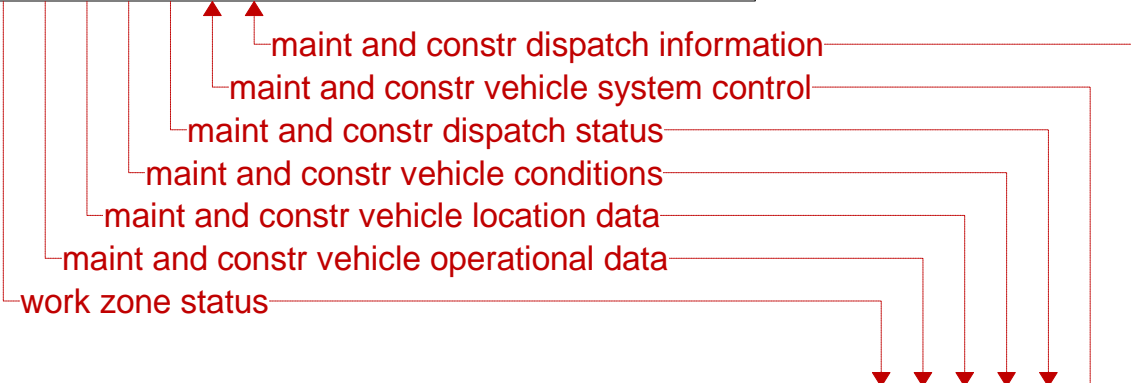 maint and constr dispatch information
maint and constr vehicle system control
maint and constr dispatch status
maint and constr vehicle conditions
maint and constr vehicle location data
maint and constr vehicle operational data
work zone status